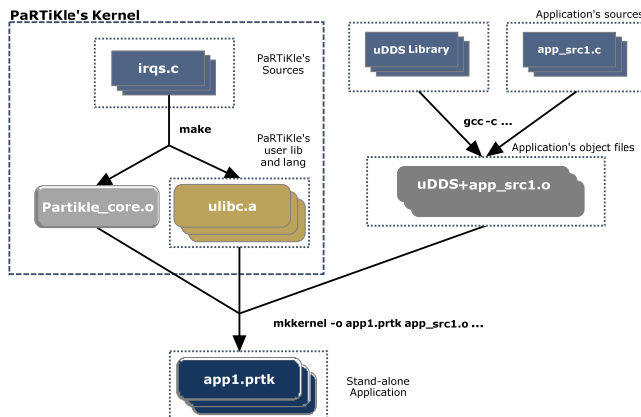 PaRTiKle's Kernel
Application's sources
irqs.c
PaRTiKle's
Sources
uDDS Library
app_src1.c
make
gcc -c ...
PaRTiKle's
user lib
and lang
Application's object files
Partikle_core.o
ulibc.a
uDDS+app_src1.o
mkkernel -o app1.prtk app_src1.o ...
app1.prtk
Stand-alone
Application